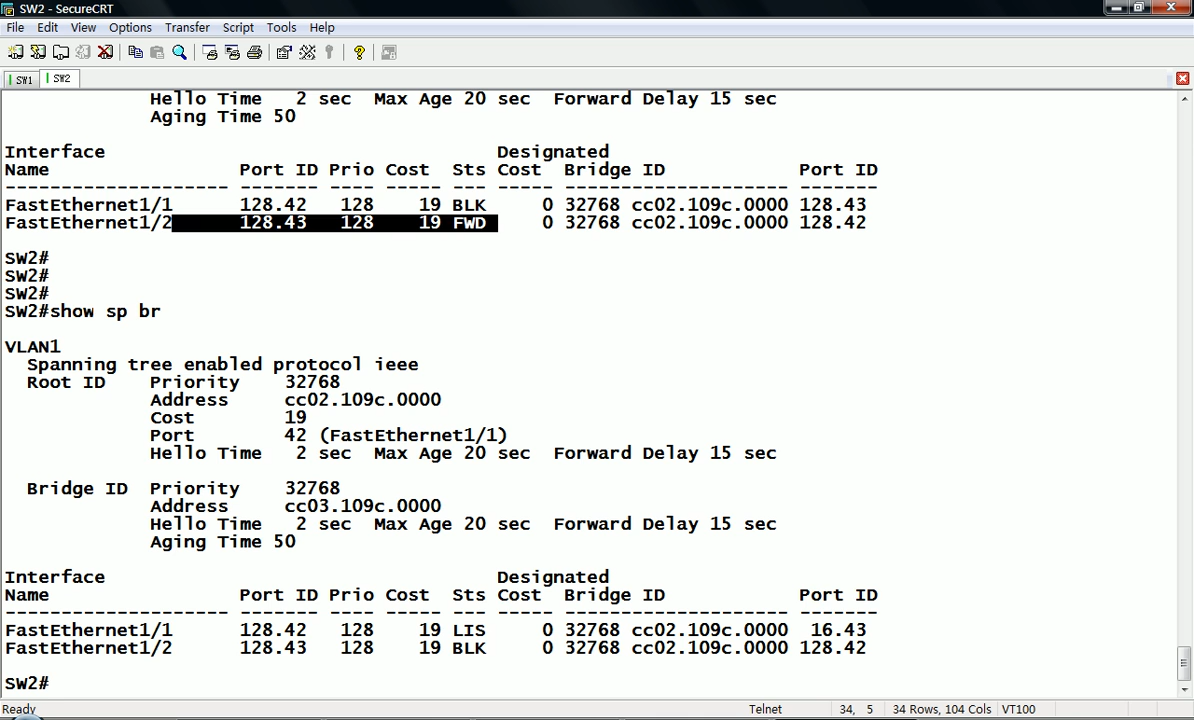 SW2 - SecureCRT
File Edit View Options Transfer Script Tools Help
SW1 SW2
Hello Time 2 sec Max Age 20 sec Forward Delay 15 sec
Aging Time 50
Interface Designated
Name Port ID Prio Cost Sts Cost Bridge ID Port ID
-------------------- ------- ---- ----- --- ----- -------------------- -------
FastEthernet1/1 128.42 128 19 BLK 0 32768 cc02.109c.0000 128.43
FastEthernet1/2 128.43 128 19 FWD 0 32768 cc02.109c.0000 128.42
SW2#
SW2#
SW2#
SW2#show sp br
VLAN1
Spanning tree enabled protocol ieee
Root ID Priority 32768
Address cc02.109c.0000
Cost 19
Port 42 (FastEthernet1/1)
Hello Time 2 sec Max Age 20 sec Forward Delay 15 sec
Bridge ID Priority 32768
Address cc03.109c.0000
Hello Time 2 sec Max Age 20 sec Forward Delay 15 sec
Aging Time 50
Interface Designated
Name Port ID Prio Cost Sts Cost Bridge ID Port ID
-------------------- ------- ---- ----- --- ----- -------------------- -------
FastEthernet1/1 128.42 128 19 LIS 0 32768 cc02.109c.0000 16.43
FastEthernet1/2 128.43 128 19 BLK 0 32768 cc02.109c.0000 128.42
SW2#
Ready Telnet 34, 5 34 Rows, 104 Cols VT100